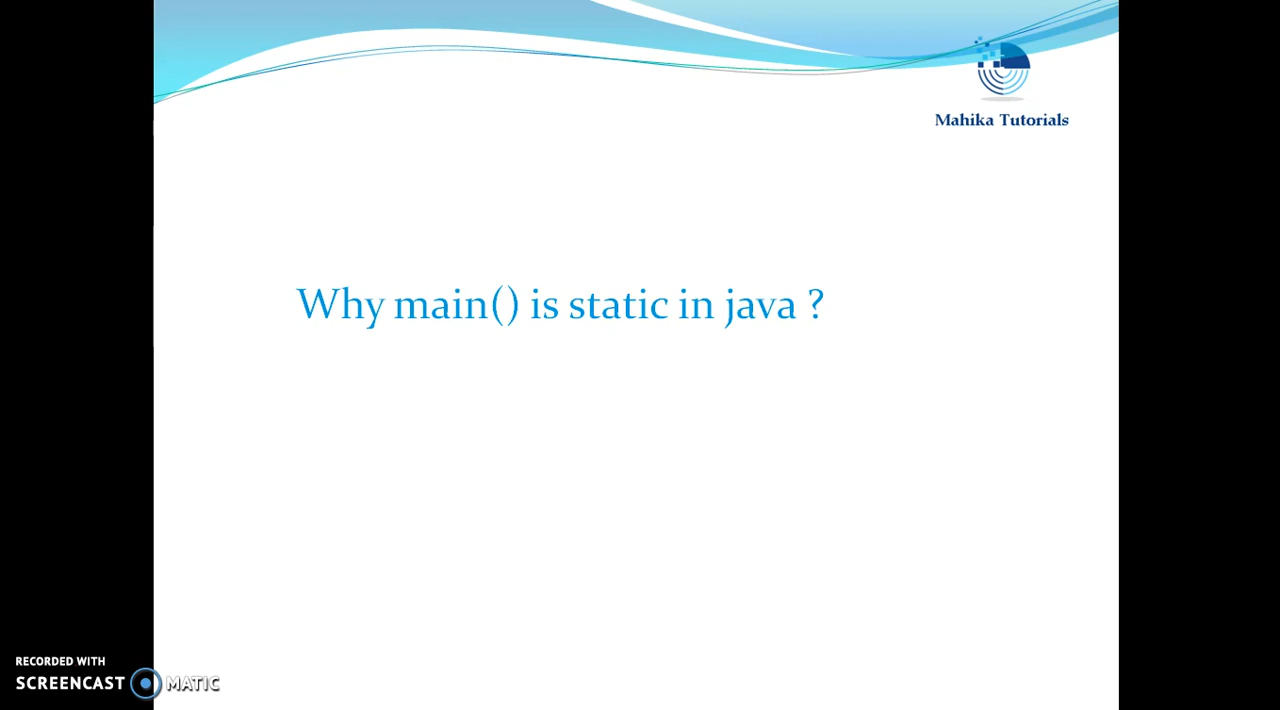 Mahika Tutorials
Why main() is static in java ?
RECORDED WITH
SCREENCAST MATIC